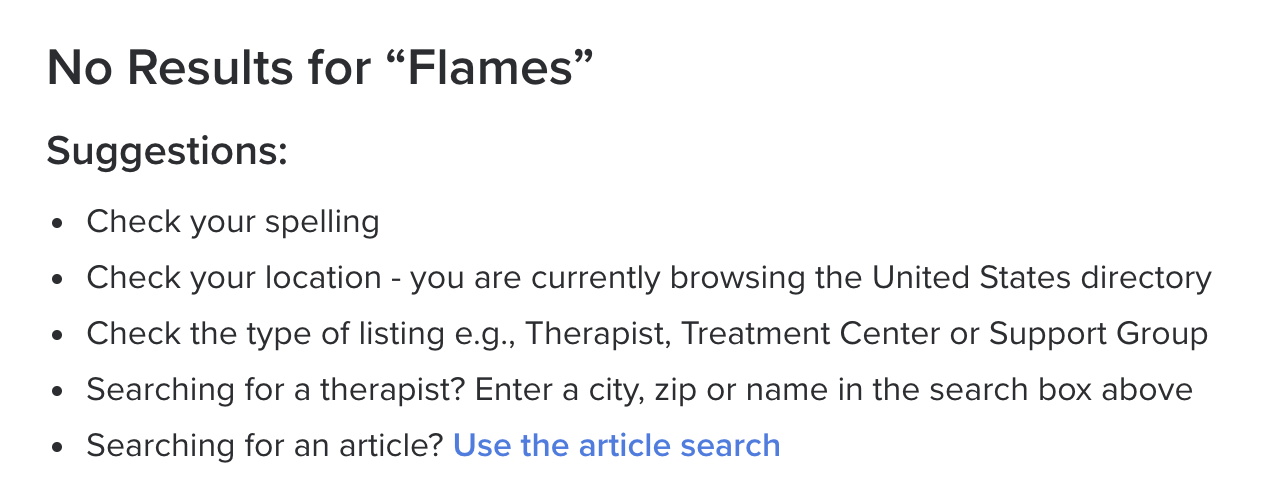 No Results for “Flames”
Suggestions:
• Check your spelling
• Check your location - you are currently browsing the United States directory
• Check the type of listing e.g., Therapist, Treatment Center or Support Group
• Searching for a therapist? Enter a city, zip or name in the search box above
• Searching for an article? Use the article search